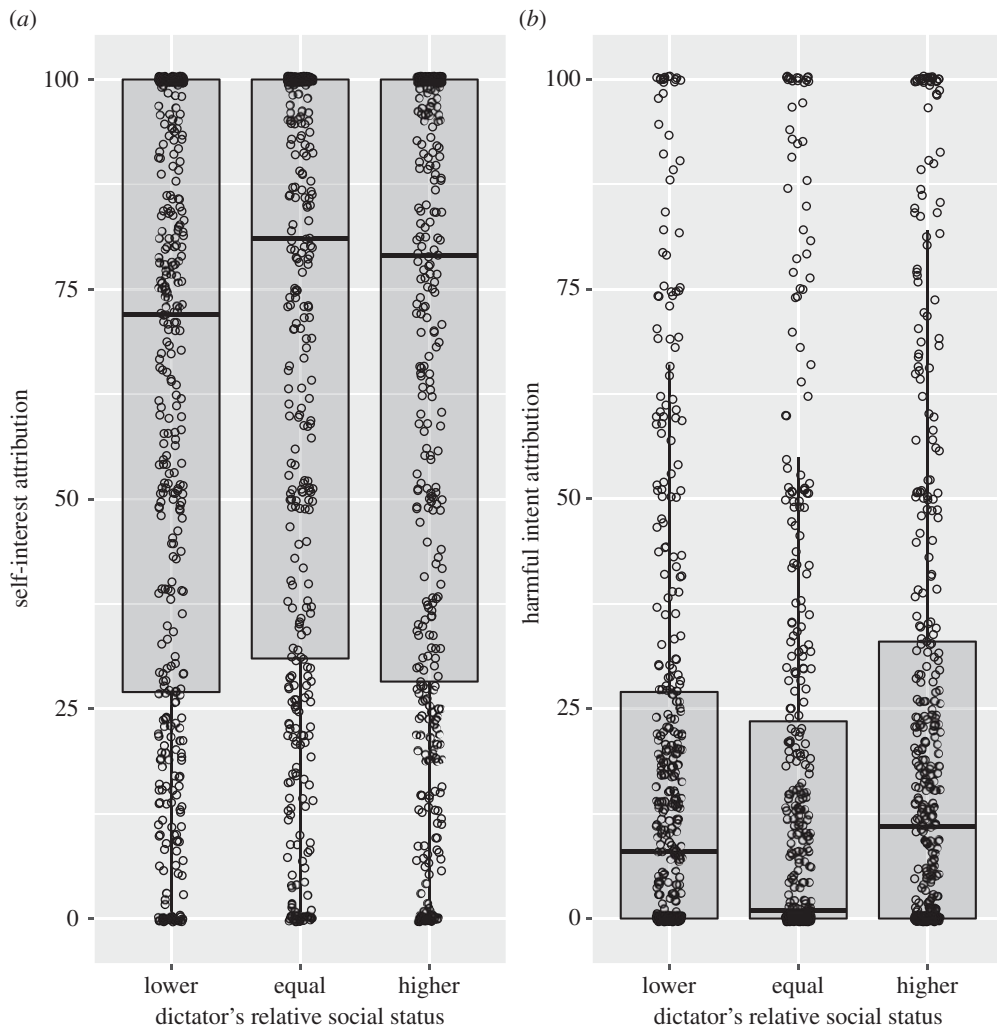 (a)
100
75
50
25
0
self-interest attribution
lower equal higher
dictator's relative social status
(b)
100
75
50
25
0
harmful intent attribution
lower equal higher
dictator's relative social status